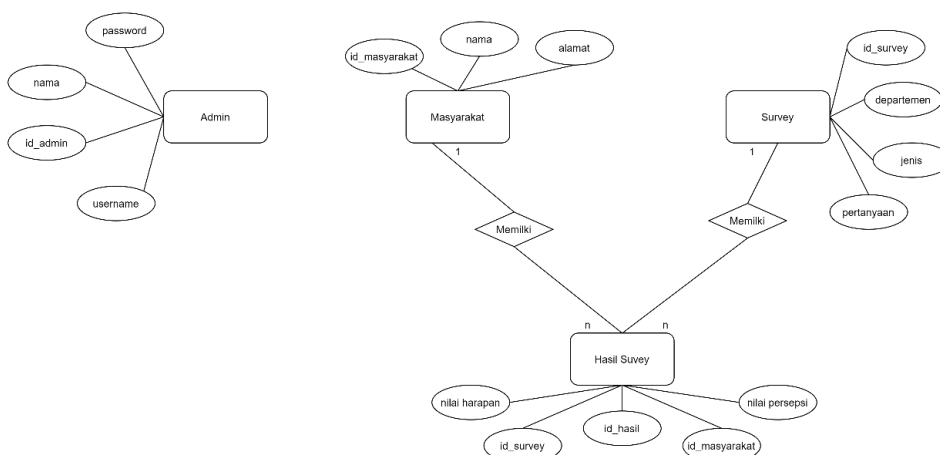 password
nama
id_admin
username
Admin
id_masyarakat
nama
alamat
Masyarakat
1
id_survey
departemen
jenis
pertanyaan
Survey
1
Memilki
Memilki
n
n
Hasil Suvey
nilai harapan
id_survey
id_hasil
id_masyarakat
nilai persepsi